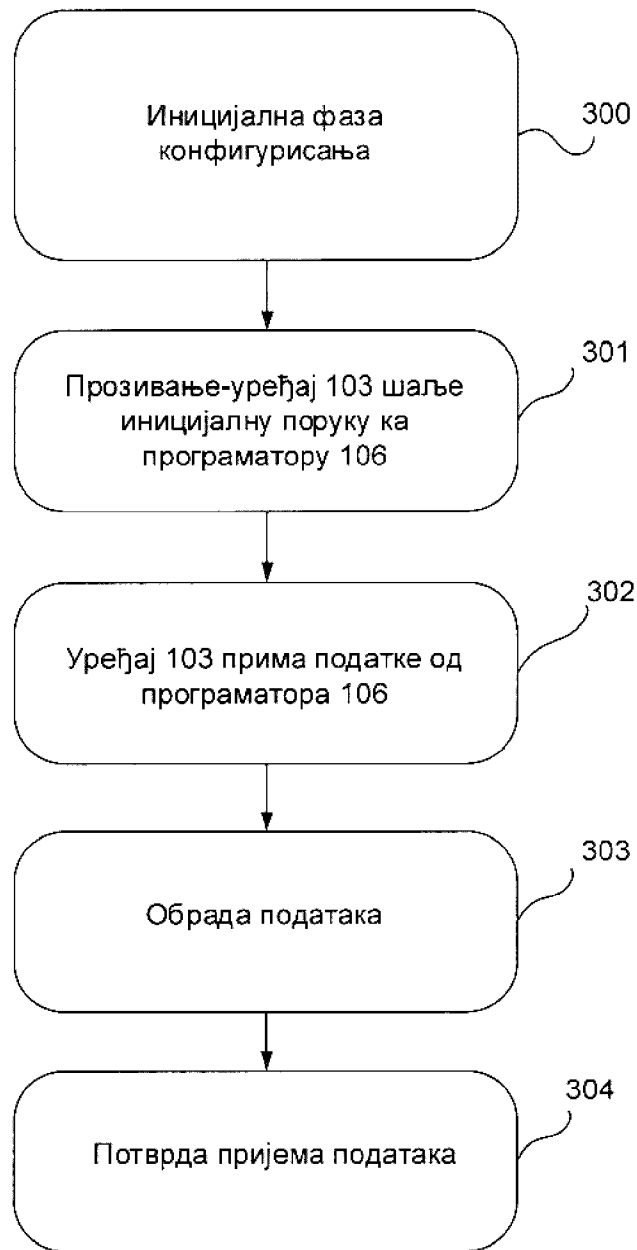 Иницијална фаза
конфигурисања
300
301
Прозивање-уређај 103 шаље
иницијалну поруку ка
програматору 106
302
Уређај 103 прима податке од
програматора 106
303
Обрада података
304
Потврда пријема података